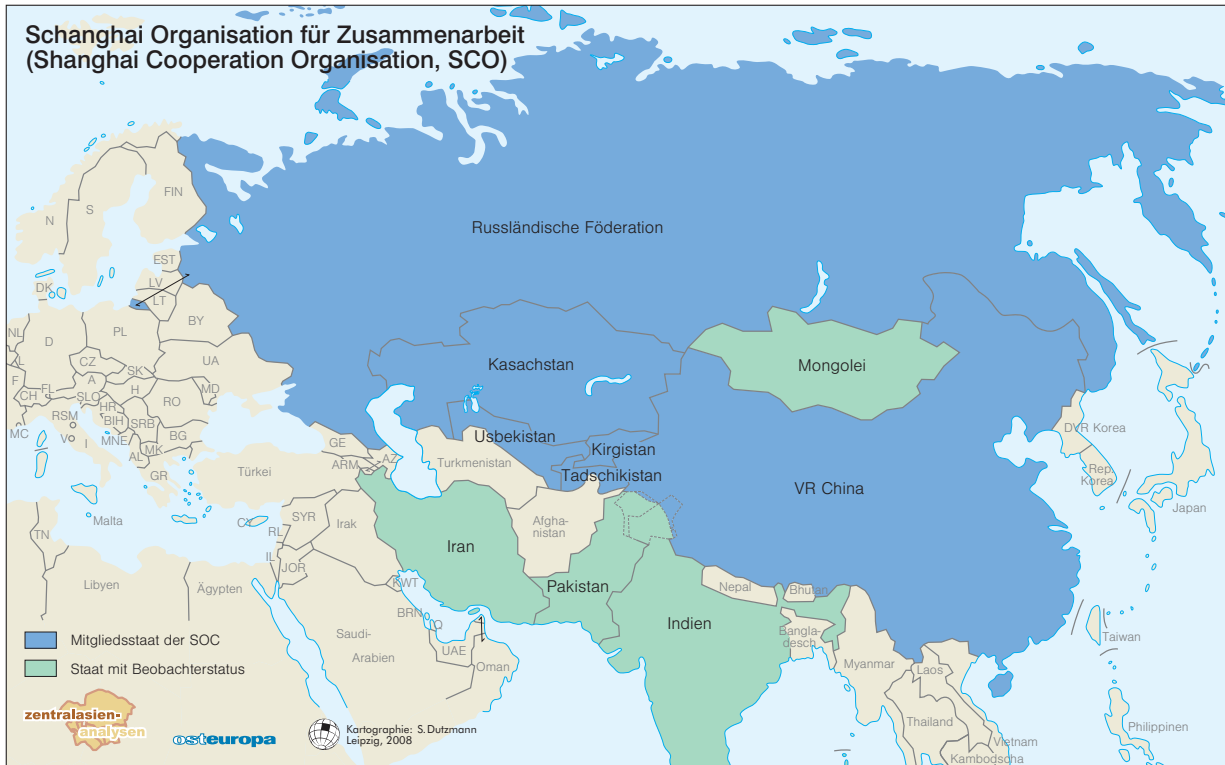 Schanghai Organisation für Zusammenarbeit
(Shanghai Cooperation Organisation, SCO)
FIN
N
S
Russländische Föderation
EST
LV
DK
LT
BY
NL
D
PL
Kasachstan
Mongolei
L
CZ
UA
F
SK
A
FL
CH
H
MD
SLO
RO
HR
RSM
BIH
SRB
MC
V
I
MNE
BG
MK
AL
GR
DVR Korea
Usbekistan
Kirgistan
GE
AZ
ARM
Turkmenistan
Türkei
Tadschikistan
Rep.
Korea
VR China
Japan
Malta
CY
SYR
Irak
TN
RL
Afgha-
nistan
Iran
IL
JOR
Libyen
Ägypten
KWT
Pakistan
Nepal
Bhutan
BRN
Q
Indien
Bangla-
desch
Mitgliedsstaat der SOC
Saudi-
Arabien
UAE
Oman
Taiwan
Staat mit Beobachterstatus
Myanmar
Laos
zentralasien-
analysen
osteuropa
Kartographie: S.Dutzmann
Leipzig, 2008
Thailand
Vietnam
Kambodscha
Philippinen